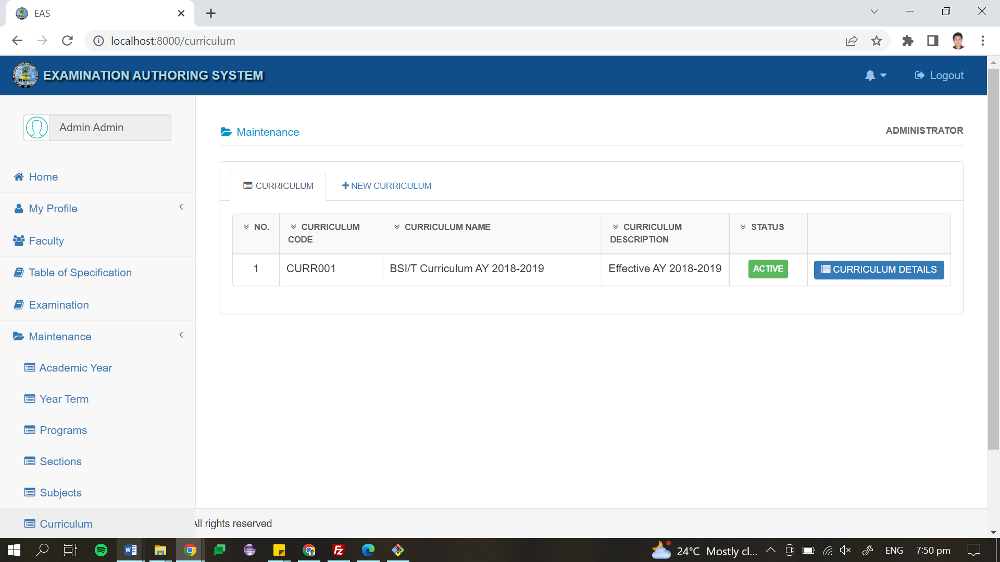 EAS
localhost:8000/curriculum
EXAMINATION AUTHORING SYSTEM
Logout
Admin Admin
Maintenance
ADMINISTRATOR
Home
My Profile
Faculty
Table of Specification
Examination
Maintenance
Academic Year
Year Term
Programs
Sections
Subjects
Curriculum
CURRICULUM
NEW CURRICULUM
NO.
CURRICULUM CODE
CURRICULUM NAME
CURRICULUM DESCRIPTION
STATUS
1
CURR001
BSI/T Curriculum AY 2018-2019
Effective AY 2018-2019
ACTIVE
CURRICULUM DETAILS
All rights reserved
24°C Mostly cl...
ENG
7:50 pm